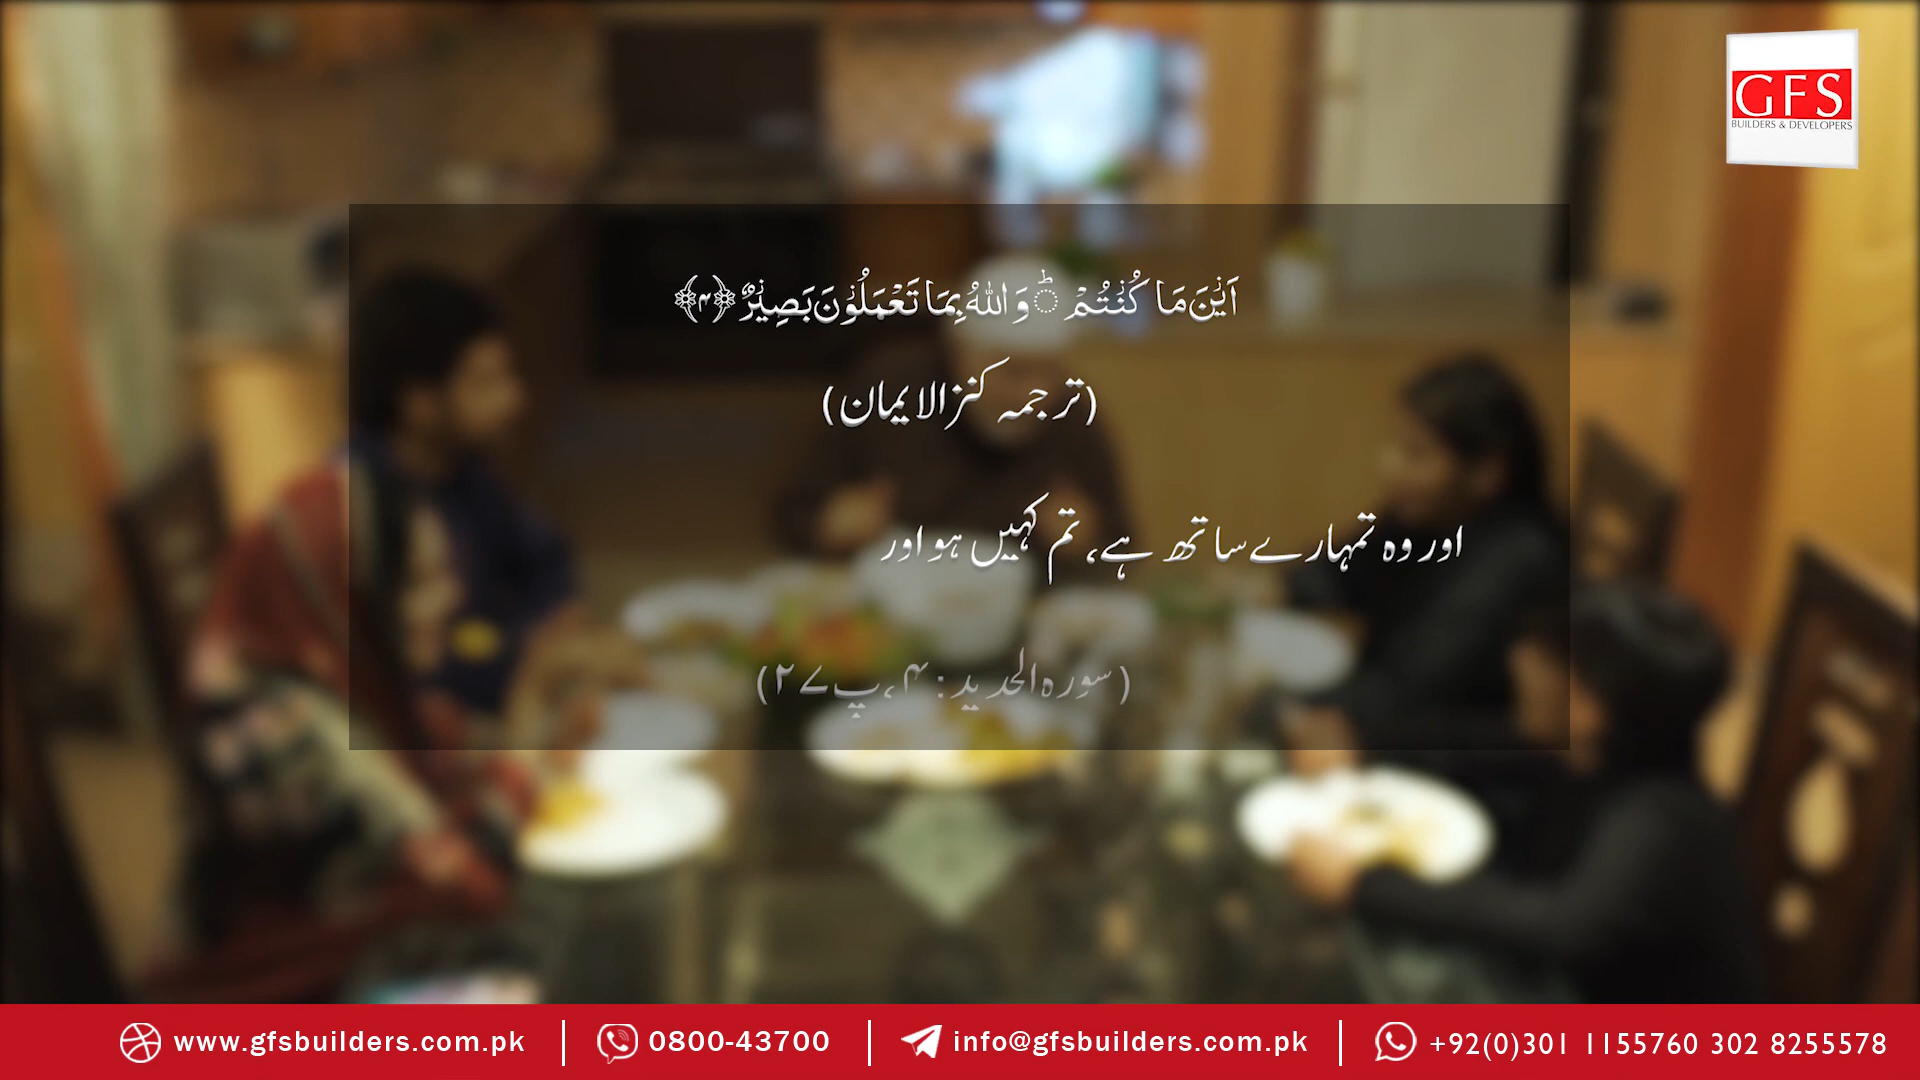 GFS
BUILDERS & DEVELOPERS
اَیْنَ مَا كُنْتُمْؕ وَ اللّٰهُ بِمَا تَعْمَلُوْنَ بَصِیْرٌ ﴿۴﴾
(ترجمہ کنزالایمان)
اور وہ تمہارے ساتھ ہے، تم کہیں ہو اور
(سورہ الحدید: ۴، پ ۲۷)
www.gfsbuilders.com.pk | 0800-43700 | info@gfsbuilders.com.pk | +92(0)301 1155760 302 8255578